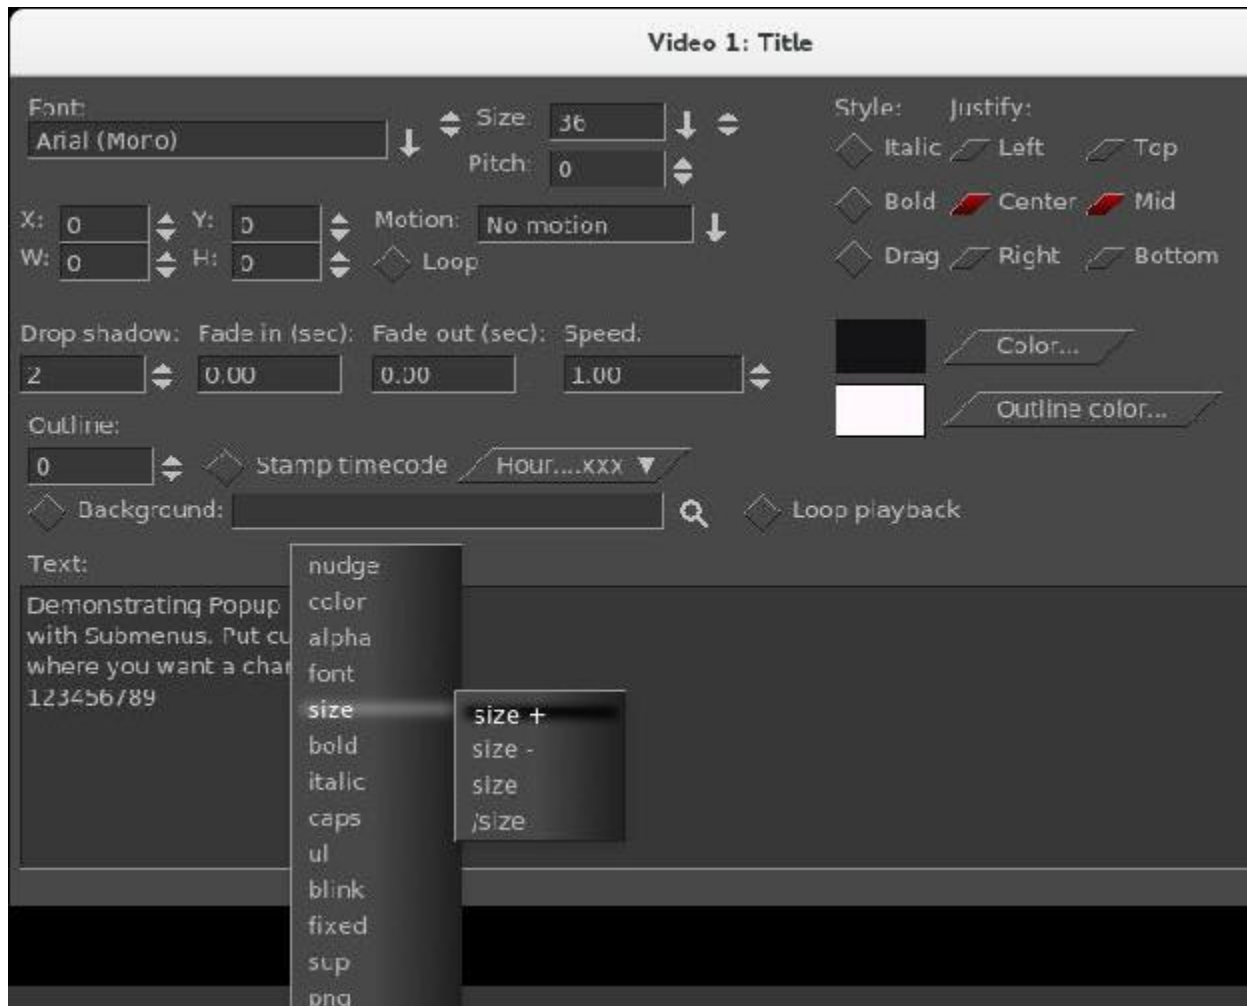 Video 1: Title
Font:
Arial (Mono)
Size:
36
Pitch:
0
Style:
Justify:
Italic
Left
Top
Bold
Center
Mid
Drag
Right
Bottom
X: 0
Y: 0
Motion: No motion
W: 0
H: 0
Loop
Drop shadow: Fade in (sec): Fade out (sec): Speed:
2
0.00
0.00
1.00
Color...
Outline color...
Outline:
0
Stamp timecode
Hour....xxx
Background:
Loop playback
Text:
Demonstrating Popup
with Submenus. Put cu
where you want a char
123456789
nudge
color
alpha
font
size
bold
italic
caps
ul
blink
fixed
sup
png
size +
size -
size
/size